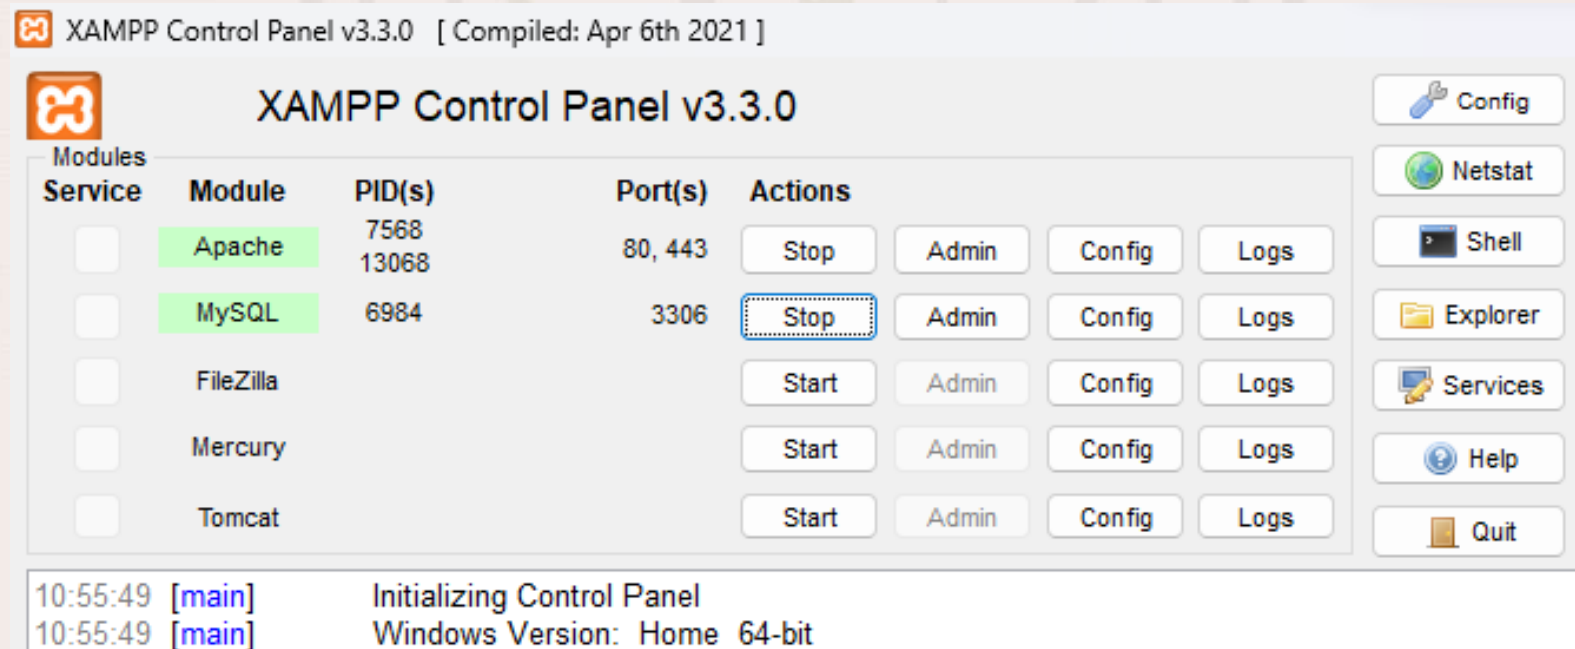 XAMPP Control Panel v3.3.0 [ Compiled: Apr 6th 2021 ]
XAMPP Control Panel v3.3.0
Config
Modules
Netstat
Service Module PID(s) Port(s) Actions
Apache 7568 80, 443 Stop Admin Config Logs
13068
Shell
MySQL 6984 3306 Stop Admin Config Logs
Explorer
FileZilla Start Admin Config Logs
Services
Mercury Start Admin Config Logs
Help
Tomcat Start Admin Config Logs
Quit
10:55:49 [main] Initializing Control Panel
10:55:49 [main] Windows Version: Home 64-bit